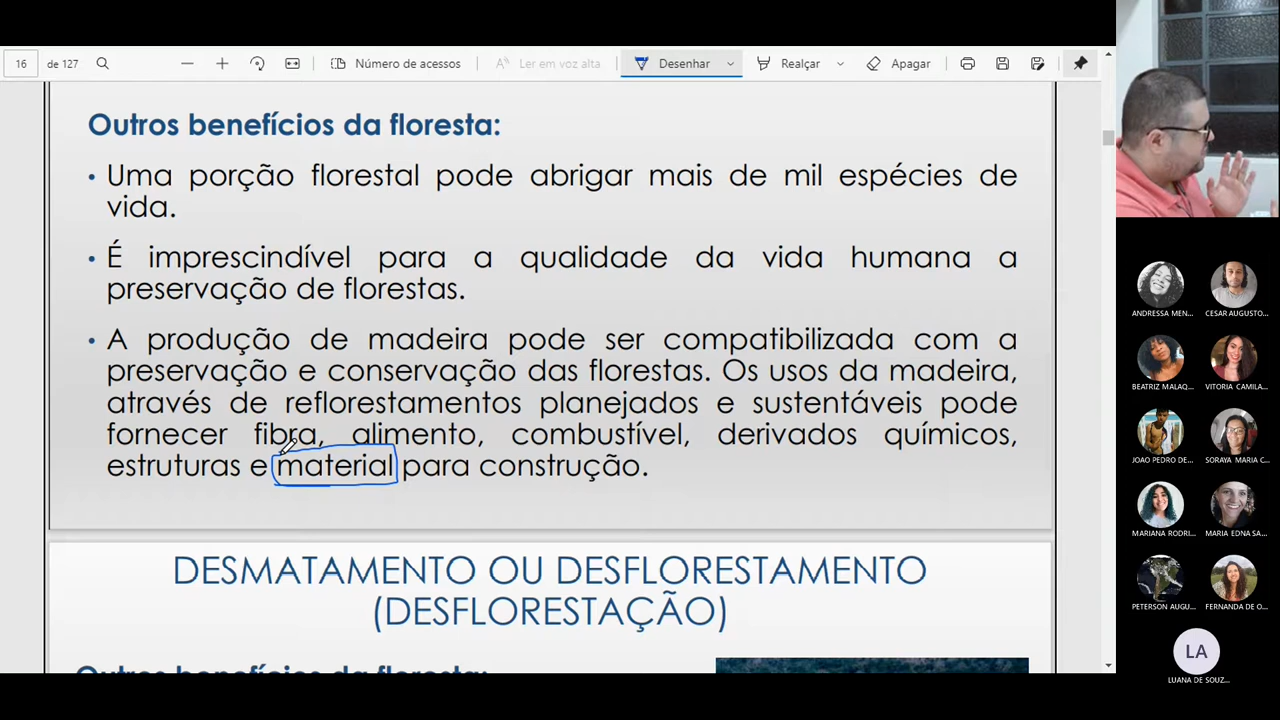 16 de 127
Número de acessos
Ler em voz alta
Desenhar
Realçar
Apagar
Outros benefícios da floresta:
• Uma porção florestal pode abrigar mais de mil espécies de
vida.
• É imprescindível para a qualidade da vida humana a
preservação de florestas.
• A produção de madeira pode ser compatibilizada com a
preservação e conservação das florestas. Os usos da madeira,
através de reflorestamentos planejados e sustentáveis pode
fornecer fibra, alimento, combustível, derivados químicos,
estruturas e material para construção.
DESMATAMENTO OU DESFLORESTAMENTO
(DESFLORESTAÇÃO)
Outros benefícios da floresta:
ANDRESSA MEN...
CESAR AUGUSTO...
BEATRIZ MALAQ...
VITORIA CAMILA...
JOAO PEDRO DE...
SORAYA MARIA C...
MARIANA RODRI...
MARIA EDNA SA...
PETERSON AUGU...
FERNANDA DE O...
LA
LUANA DE SOUZ...